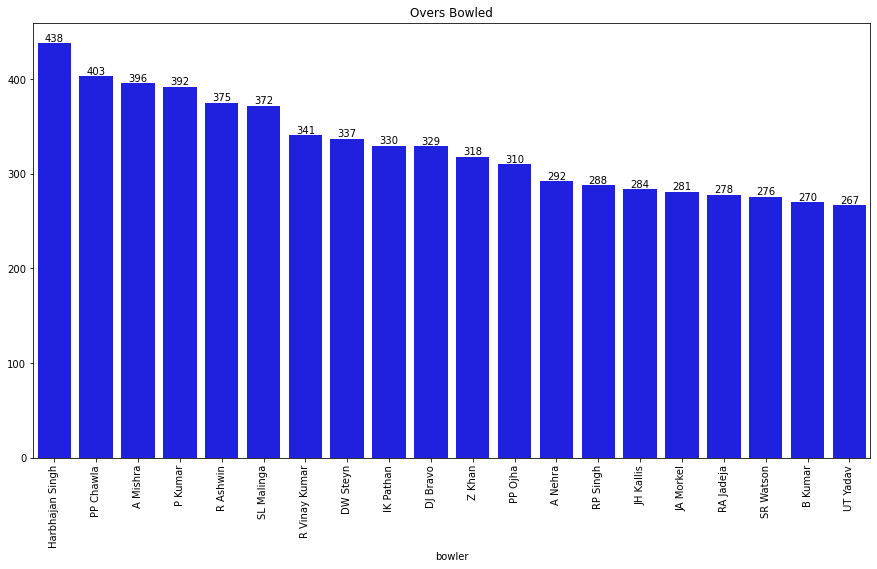 Overs Bowled
438
403
396
392
375
372
341
337
330
329
318
310
292
288
284
281
278
276
270
267
400
300
200
100
0
Harbhajan Singh
PP Chawla
A Mishra
P Kumar
R Ashwin
SL Malinga
R Vinay Kumar
DW Steyn
IK Pathan
DJ Bravo
Z Khan
PP Ojha
A Nehra
RP Singh
JH Kallis
JA Morkel
RA Jadeja
SR Watson
B Kumar
UT Yadav
bowler